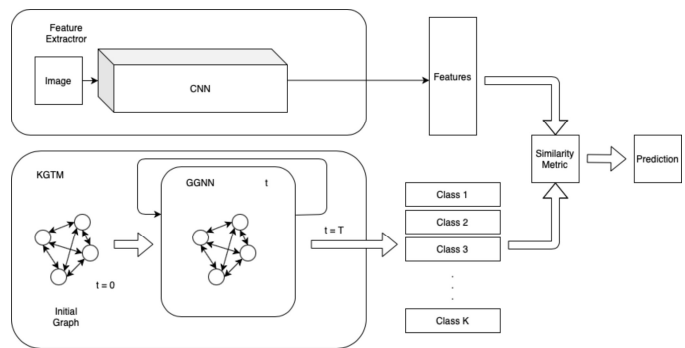 Feature
Extractror
Image
CNN
Features
KGTM
GGNN
t
t = 0
Initial
Graph
t = T
Class 1
Class 2
Class 3
.
.
.
Class K
Similarity
Metric
Prediction